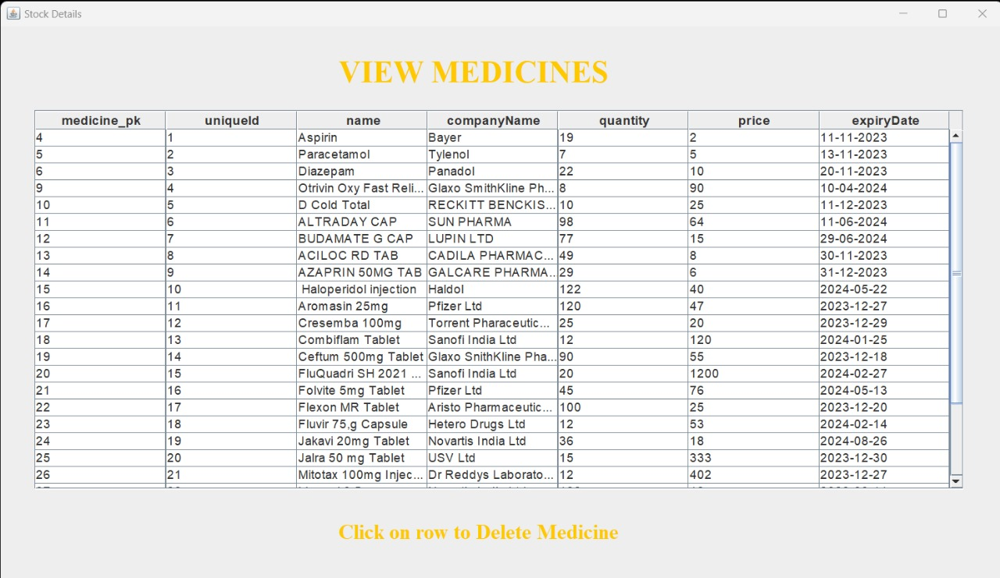 Stock Details
VIEW MEDICINES
medicine_pk uniqueId name companyName quantity price expiryDate
4 1 Aspirin Bayer 19 2 11-11-2023
5 2 Paracetamol Tylenol 7 5 13-11-2023
6 3 Diazepam Panadol 22 10 20-11-2023
9 4 Otrivin Oxy Fast Reli... Glaxo SmithKline Ph... 8 90 10-04-2024
10 5 D Cold Total RECKITT BENCKIS... 10 25 11-12-2023
11 6 ALTRADAY CAP SUN PHARMA 98 64 11-06-2024
12 7 BUDAMATE G CAP LUPIN LTD 77 15 29-06-2024
13 8 ACILOC RD TAB CADILA PHARMAC... 49 8 30-11-2023
14 9 AZAPRIN 50MG TAB GALCARE PHARMA... 29 6 31-12-2023
15 10 Haloperidol injection Haldol 122 40 2024-05-22
16 11 Aromasin 25mg Pfizer Ltd 120 47 2023-12-27
17 12 Cresemba 100mg Torrent Pharaceutic... 25 20 2023-12-29
18 13 Combiflam Tablet Sanofi India Ltd 12 120 2024-01-25
19 14 Ceftum 500mg Tablet Glaxo SnithKline Pha... 90 55 2023-12-18
20 15 FluQuadri SH 2021 ... Sanofi India Ltd 20 1200 2024-02-27
21 16 Folvite 5mg Tablet Pfizer Ltd 45 76 2024-05-13
22 17 Flexon MR Tablet Aristo Pharmaceutic... 100 25 2023-12-20
23 18 Fluvir 75,g Capsule Hetero Drugs Ltd 12 53 2024-02-14
24 19 Jakavi 20mg Tablet Novartis India Ltd 36 18 2024-08-26
25 20 Jalra 50 mg Tablet USV Ltd 15 333 2023-12-30
26 21 Mitotax 100mg Injec... Dr Reddys Laborato... 12 402 2023-12-27
Click on row to Delete Medicine